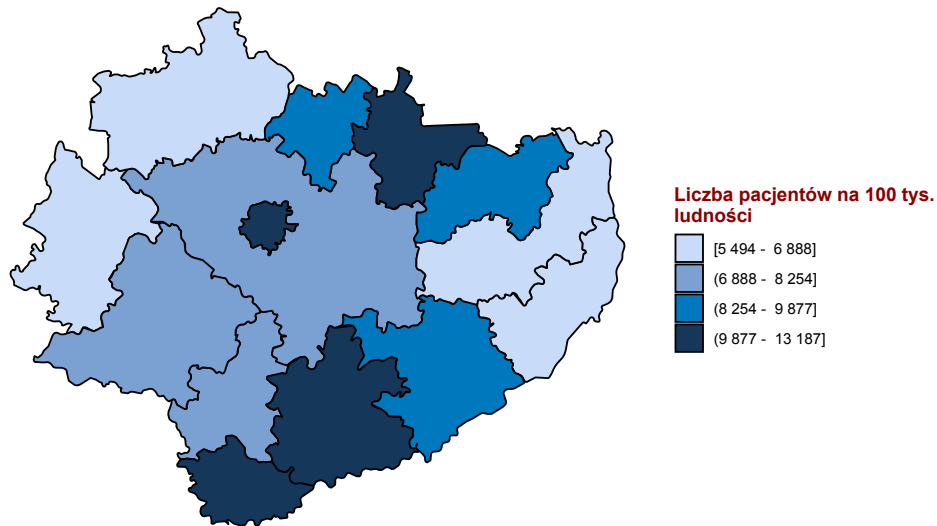 Liczba pacjentów na 100 tys.
ludności
[5 494 - 6 888]
(6 888 - 8 254]
(8 254 - 9 877]
(9 877 - 13 187]